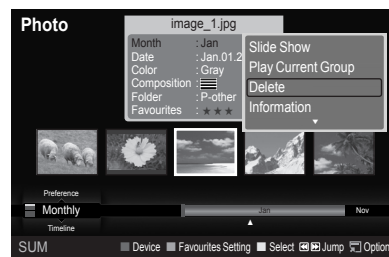 Photo
image_1.jpg
Month : Jan
Date : Jan.01.2
Color : Gray
Composition :
Folder : P-other
Favourites : ★ ★ ★
Slide Show
Play Current Group
Delete
Information
Preference
Monthly
Timeline
Jan
Nov
SUM
Device
Favourites Setting
Select
Jump
Option